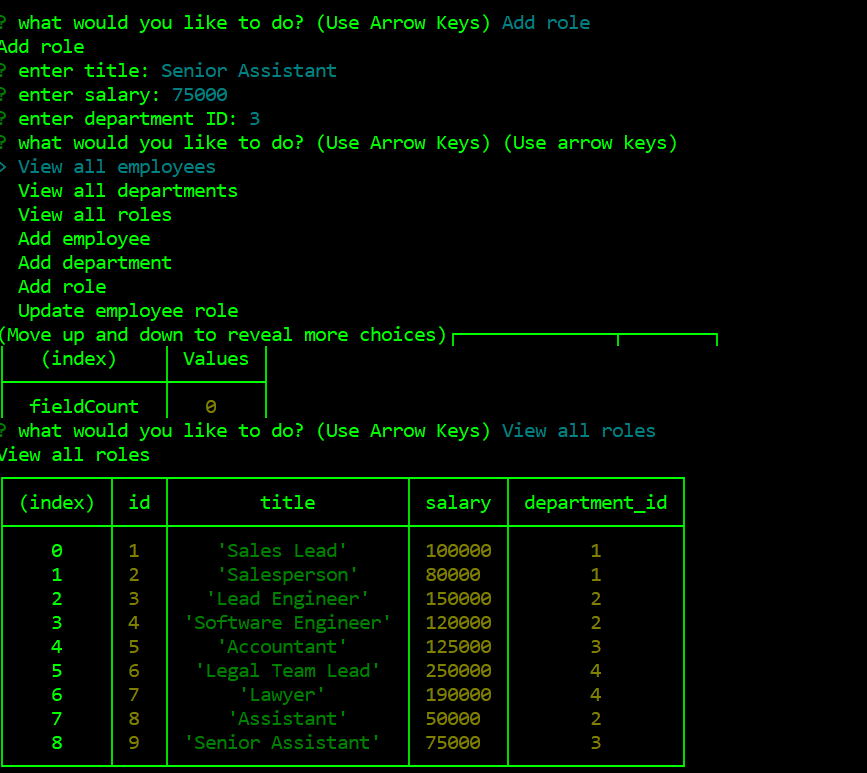 ? what would you like to do? (Use Arrow Keys) Add role
Add role
? enter title: Senior Assistant
? enter salary: 75000
? enter department ID: 3
? what would you like to do? (Use Arrow Keys) (Use arrow keys)
> View all employees
View all departments
View all roles
Add employee
Add department
Add role
Update employee role
(Move up and down to reveal more choices)
(index) Values
fieldCount 0
? what would you like to do? (Use Arrow Keys) View all roles
View all roles
(index) id title salary department_id
0 1 'Sales Lead' 100000 1
1 2 'Salesperson' 80000 1
2 3 'Lead Engineer' 150000 2
3 4 'Software Engineer' 120000 2
4 5 'Accountant' 125000 3
5 6 'Legal Team Lead' 250000 4
6 7 'Lawyer' 190000 4
7 8 'Assistant' 50000 2
8 9 'Senior Assistant' 75000 3